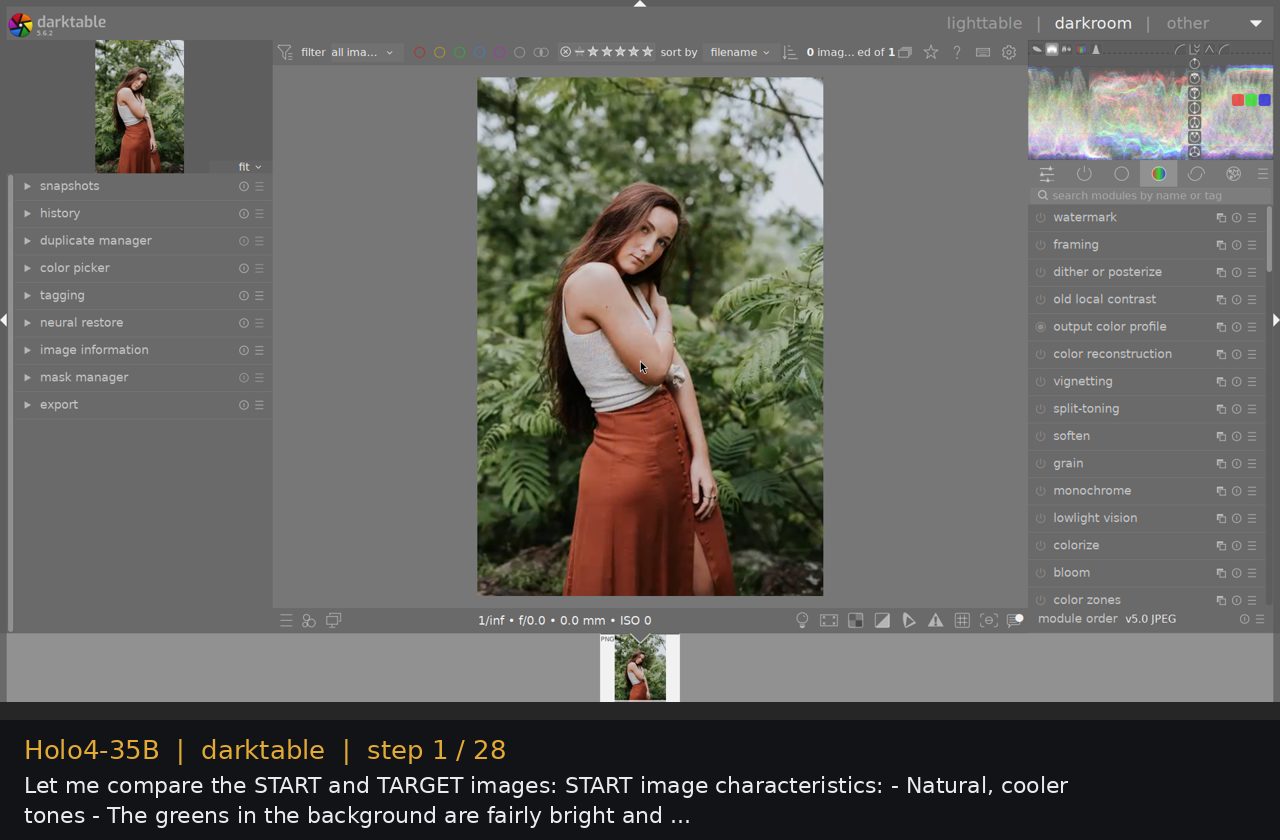 darktable
5.6.2
lighttable | darkroom | other
filter all ima... 0 imag... ed of 1
sort by filename
fit
snapshots
history
duplicate manager
color picker
tagging
neural restore
image information
mask manager
export
search modules by name or tag
watermark
framing
dither or posterize
old local contrast
output color profile
color reconstruction
vignetting
split-toning
soften
grain
monochrome
lowlight vision
colorize
bloom
color zones
module order v5.0 JPEG
1/inf • f/0.0 • 0.0 mm • ISO 0
PNG
Holo4-35B | darktable | step 1 / 28
Let me compare the START and TARGET images: START image characteristics: - Natural, cooler
tones - The greens in the background are fairly bright and ...